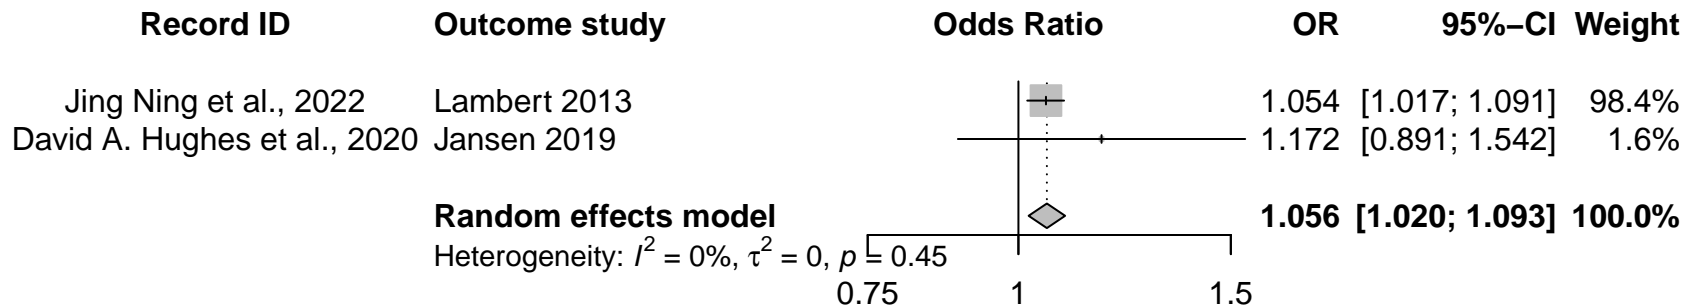 Record ID Outcome study Odds Ratio OR 95%−CI Weight
Jing Ning et al., 2022 Lambert 2013 1.054 [1.017; 1.091] 98.4%
David A. Hughes et al., 2020 Jansen 2019 1.172 [0.891; 1.542] 1.6%
Random effects model 1.056 [1.020; 1.093] 100.0%
Heterogeneity: I² = 0%, τ² = 0, p = 0.45
0.75 1 1.5